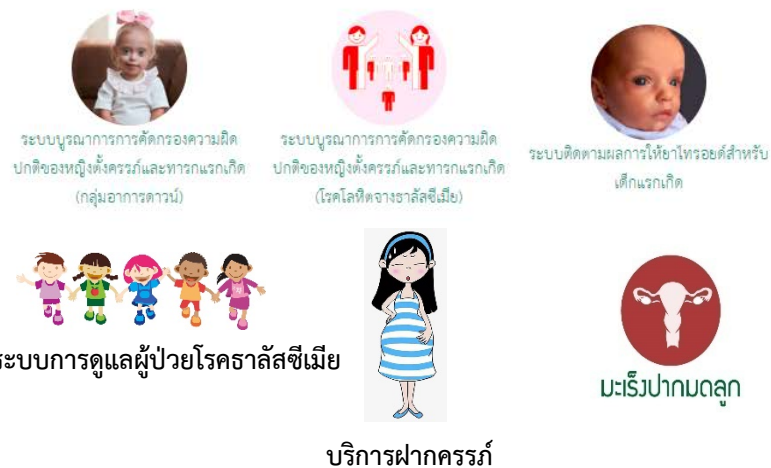 ระบบบูรณาการการคัดกรองความผิด
ปกติของหญิงตั้งครรภ์และทารกแรกเกิด
(กลุ่มอาการดาวน์)
ระบบบูรณาการการคัดกรองความผิด
ปกติของหญิงตั้งครรภ์และทารกแรกเกิด
(โรคโลหิตจางธาลัสซีเมีย)
ระบบติดตามผลการให้ยาไทรอยด์สำหรับ
เด็กแรกเกิด
ระบบการดูแลผู้ป่วยโรคธาลัสซีเมีย
มะเร็งปากมดลูก
บริการฝากครรภ์